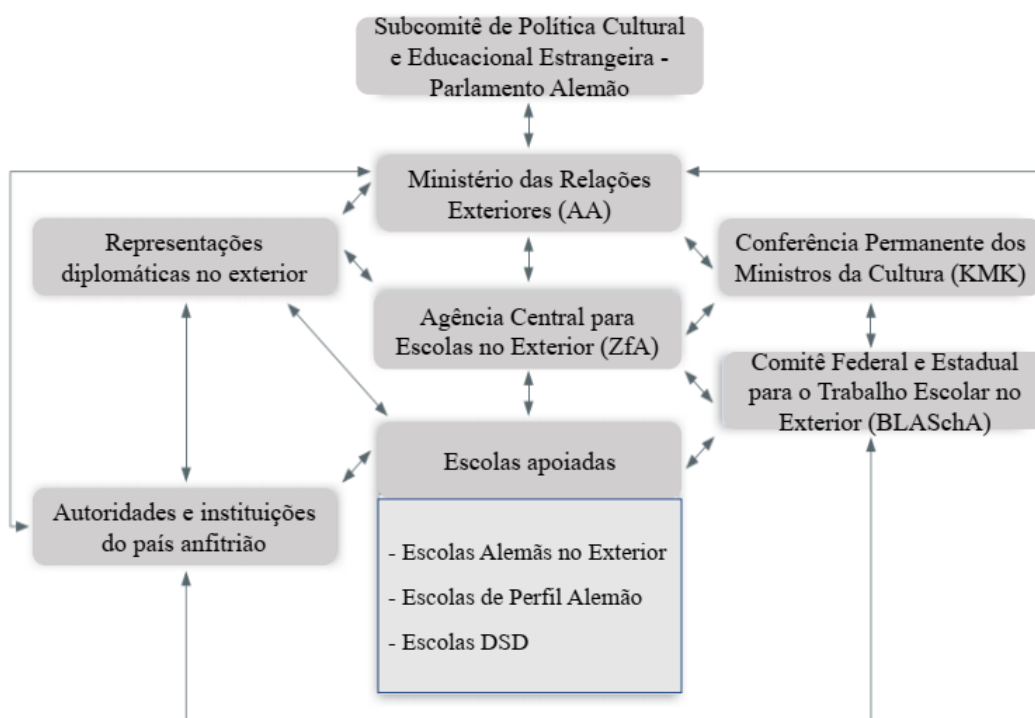 Subcomitê de Política Cultural
e Educacional Estrangeira -
Parlamento Alemão
Ministério das Relações
Exteriores (AA)
Representações
diplomáticas no exterior
Conferência Permanente dos
Ministros da Cultura (KMK)
Agência Central para
Escolas no Exterior (ZfA)
Comitê Federal e Estadual
para o Trabalho Escolar no
Exterior (BLASchA)
Escolas apoiadas
Autoridades e instituições
do país anfitrião
- Escolas Alemãs no Exterior
- Escolas de Perfil Alemão
- Escolas DSD